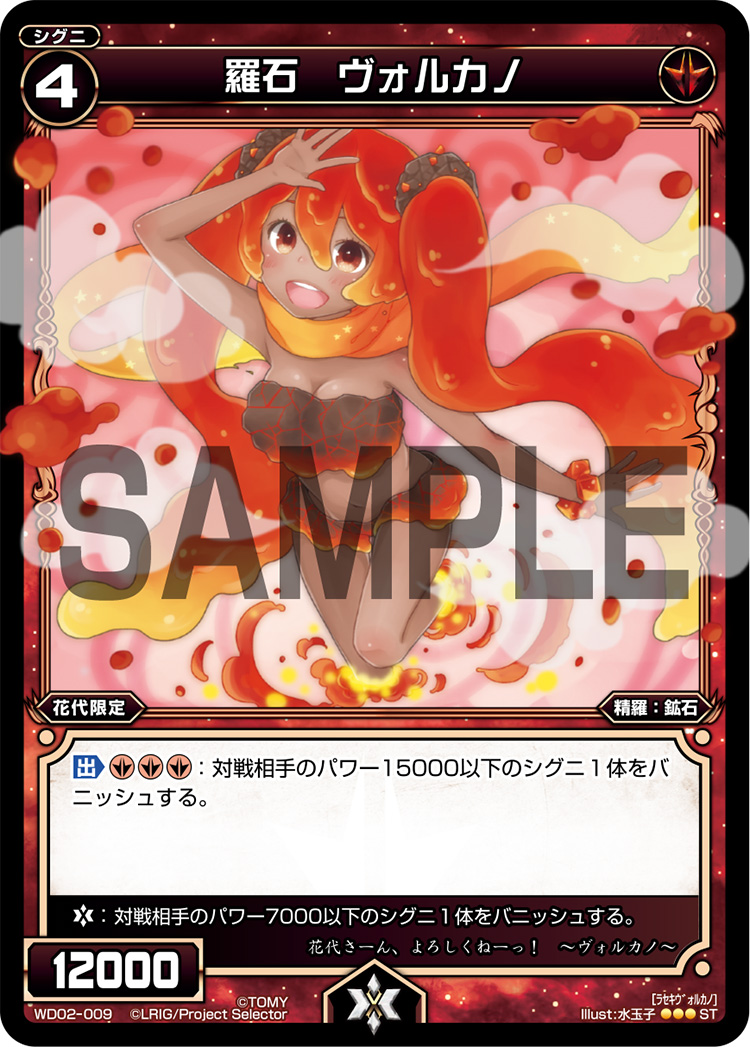 シグニ
4
羅石　ヴォルカノ
SAMPLE
花代限定
精羅：鉱石
出 ：対戦相手のパワー15000以下のシグニ１体をバ
ニッシュする。
：対戦相手のパワー7000以下のシグニ１体をバニッシュする。
花代さーん、よろしくねーっ！　～ヴォルカノ～
12000
WD02-009 ©LRIG/Project Selector
©TOMY
[ラセキヴォルカノ]
Illust:水玉子 ST